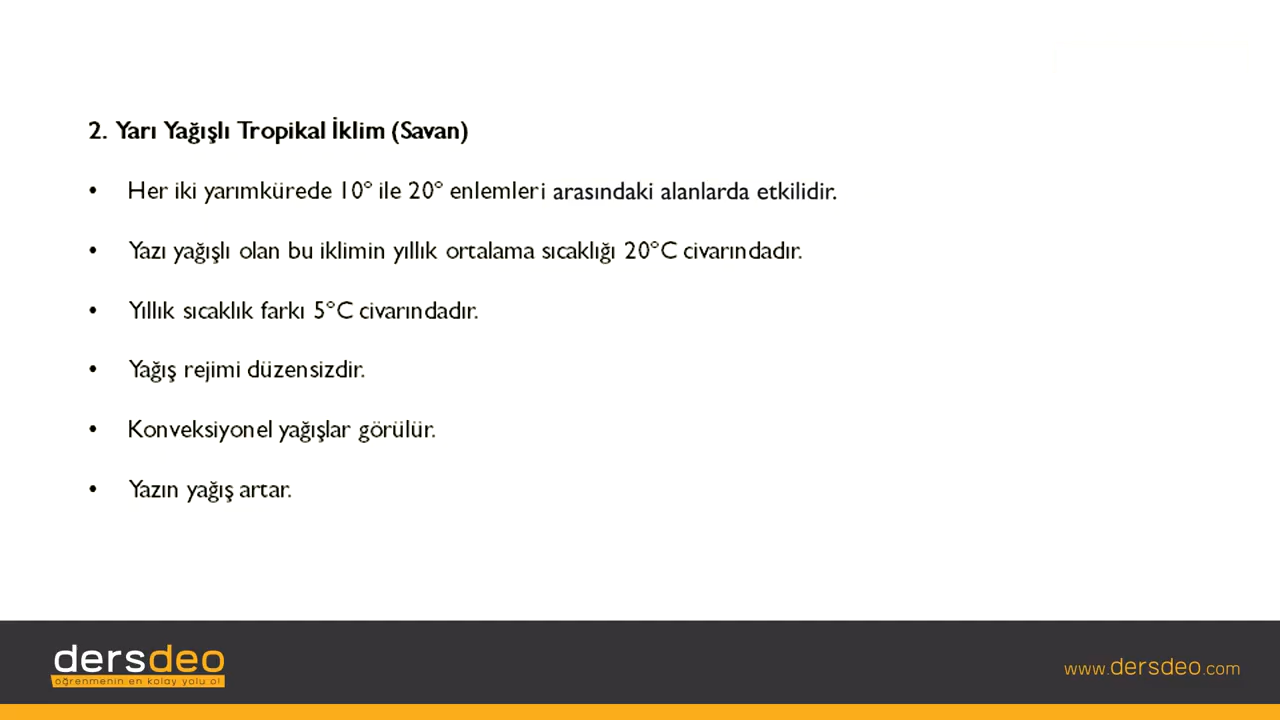 2. Yarı Yağışlı Tropikal İklim (Savan)
• Her iki yarımkürede 10° ile 20° enlemleri arasındaki alanlarda etkilidir.
• Yazı yağışlı olan bu iklimin yıllık ortalama sıcaklığı 20°C civarındadır.
• Yıllık sıcaklık farkı 5°C civarındadır.
• Yağış rejimi düzensizdir.
• Konveksiyonel yağışlar görülür.
• Yazın yağış artar.
dersdeo
öğrenmenin en kolay yolu o!
www.dersdeo.com